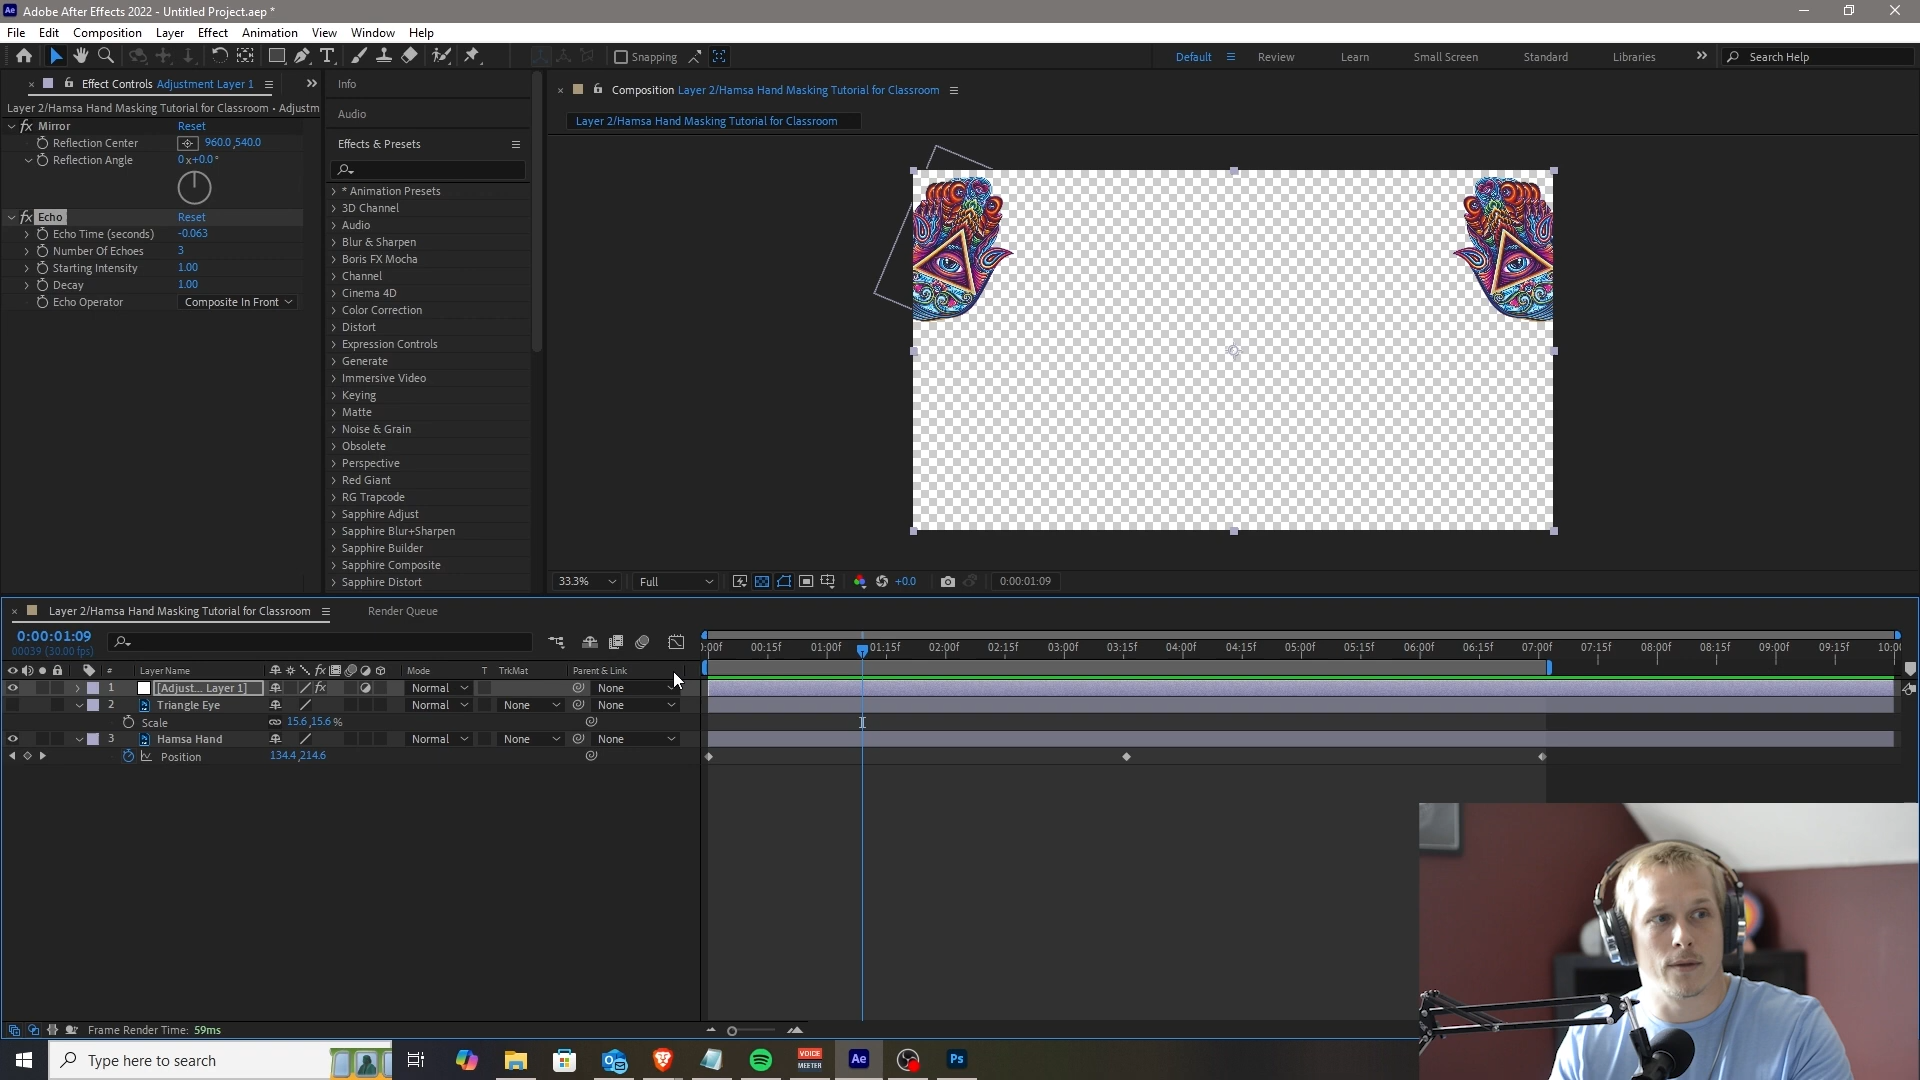 Adobe After Effects 2022 - Untitled Project.aep *
File Edit Composition Layer Effect Animation View Window Help
Snapping
Default Review Learn Small Screen Standard Libraries Search Help
Effect Controls Adjustment Layer 1
Layer 2/Hamsa Hand Masking Tutorial for Classroom • Adjustm
fx Mirror Reset
Reflection Center 960.0,540.0
Reflection Angle 0x+0.0°
fx Echo Reset
Echo Time (seconds) -0.063
Number Of Echoes 3
Starting Intensity 1.00
Decay 1.00
Echo Operator Composite In Front
Info
Audio
Effects & Presets
* Animation Presets
3D Channel
Audio
Blur & Sharpen
Boris FX Mocha
Channel
Cinema 4D
Color Correction
Distort
Expression Controls
Generate
Immersive Video
Keying
Matte
Noise & Grain
Obsolete
Perspective
Red Giant
RG Trapcode
Sapphire Adjust
Sapphire Blur+Sharpen
Sapphire Builder
Sapphire Composite
Sapphire Distort
Composition Layer 2/Hamsa Hand Masking Tutorial for Classroom
Layer 2/Hamsa Hand Masking Tutorial for Classroom
33.3% Full +0.0 0:00:01:09
Layer 2/Hamsa Hand Masking Tutorial for Classroom Render Queue
0:00:01:09
00039 (30.00 fps)
):00f 00:15f 01:00f 01:15f 02:00f 02:15f 03:00f 03:15f 04:00f 04:15f 05:00f 05:15f 06:00f 06:15f 07:00f 07:15f 08:00f 08:15f 09:00f 09:15f 10:00
# Layer Name fx Mode T TrkMat Parent & Link
1 [Adjust... Layer 1] fx Normal None
2 Triangle Eye Normal None None
Scale 15.6,15.6 %
3 Hamsa Hand Normal None None
Position 134.4,214.6
Frame Render Time: 59ms
Type here to search
VOICE
MEETER
Ae
Ps